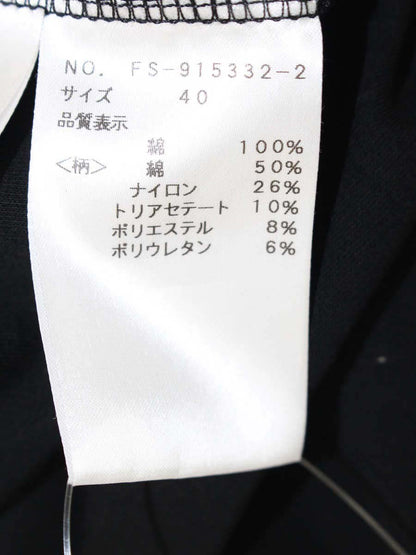 NO. FS-915332-2
サイズ 40
品質表示
綿 100%
<柄> 綿 50%
ナイロン 26%
トリアセテート 10%
ポリエステル 8%
ポリウレタン 6%